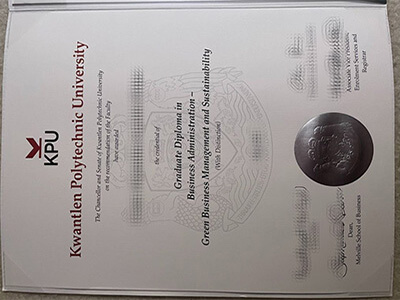 KPU
Kwantlen Polytechnic University
The Chancellor and Senate of Kwantlen Polytechnic University
on the recommendation of the Faculty
have awarded
the credential of
Graduate Diploma in
Business Administration –
Green Business Management and Sustainability
(With Distinction)
Dean,
Melville School of Business
Associate Vice President,
Enrolment Services and
Registrar